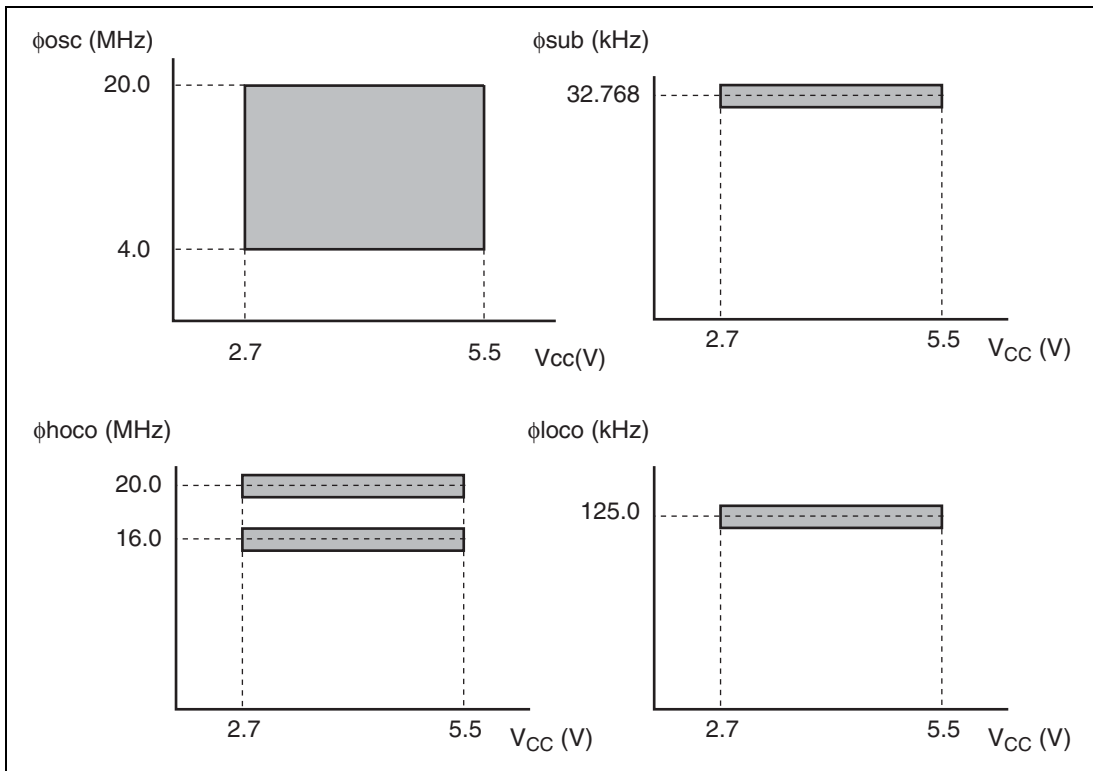 ϕosc (MHz)
20.0
4.0
2.7
5.5
Vcc(V)
ϕsub (kHz)
32.768
2.7
5.5
VCC (V)
ϕhoco (MHz)
20.0
16.0
2.7
5.5
VCC (V)
ϕloco (kHz)
125.0
2.7
5.5
VCC (V)